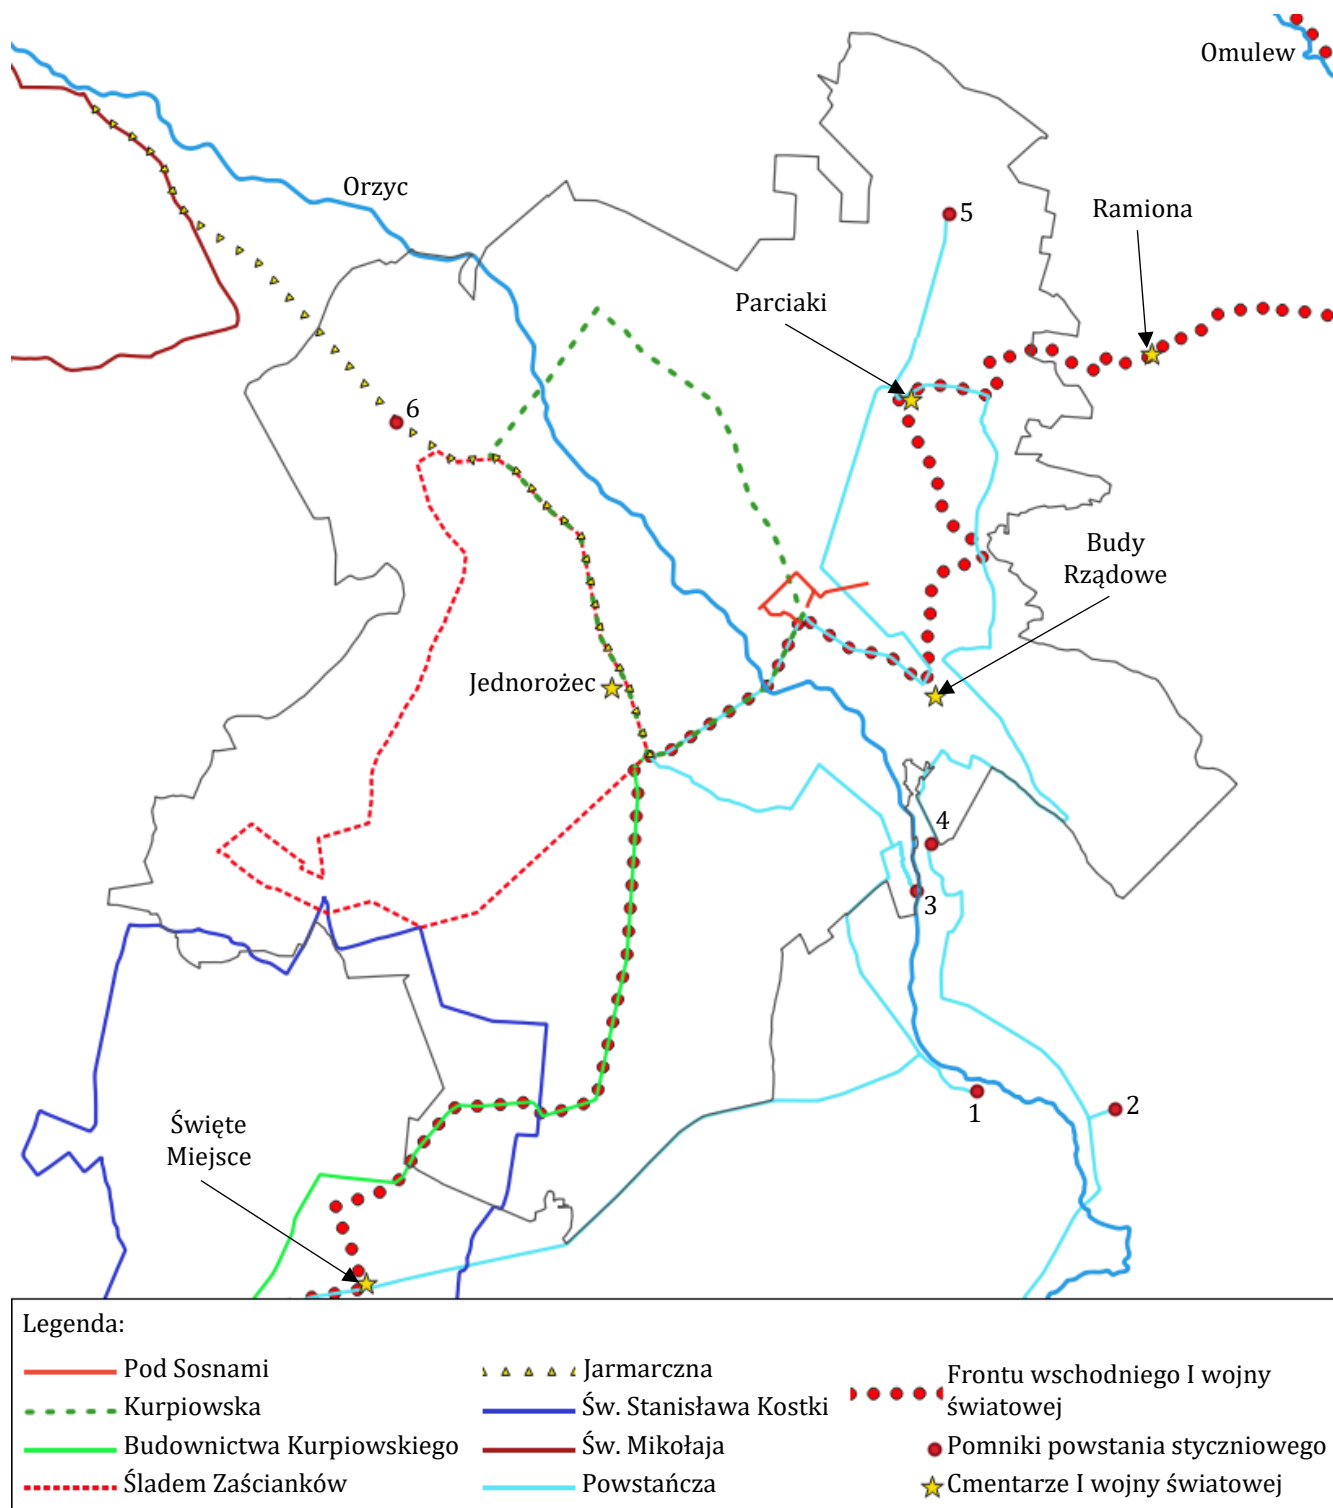 Omulew
Orzyc
5
Ramiona
Parciaki
6
Budy
Rządowe
Jednorożec
4
3
Święte
Miejsce
1
2
Legenda:
Pod Sosnami
Kurpiowska
Budownictwa Kurpiowskiego
Śladem Zaścianków
Jarmarczna
Św. Stanisława Kostki
Św. Mikołaja
Powstańcza
Frontu wschodniego I wojny
światowej
Pomniki powstania styczniowego
Cmentarze I wojny światowej